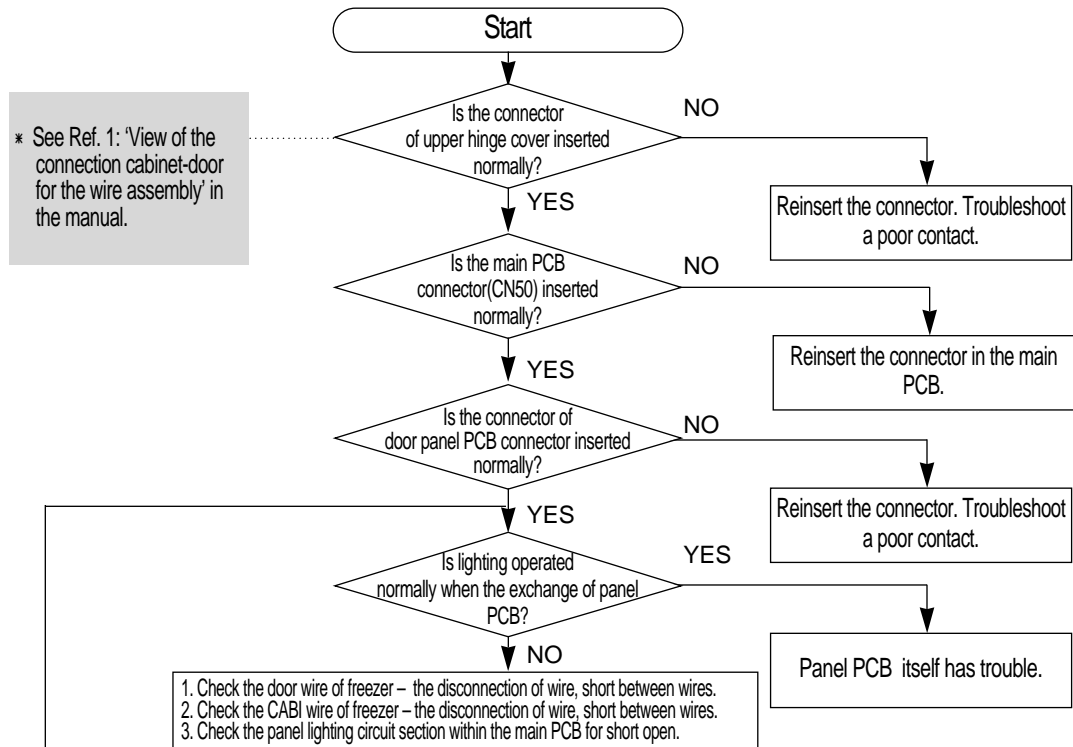 Start
Is the connector
of upper hinge cover inserted
normally?
NO
* See Ref. 1: ‘View of the
connection cabinet-door
for the wire assembly’ in
the manual.
YES
Reinsert the connector. Troubleshoot
a poor contact.
Is the main PCB
connector(CN50) inserted
normally?
NO
YES
Reinsert the connector in the main
PCB.
Is the connector of
door panel PCB connector inserted
normally?
NO
YES
Reinsert the connector. Troubleshoot
a poor contact.
Is lighting operated
normally when the exchange of panel
PCB?
YES
NO
Panel PCB itself has trouble.
1. Check the door wire of freezer – the disconnection of wire, short between wires.
2. Check the CABI wire of freezer – the disconnection of wire, short between wires.
3. Check the panel lighting circuit section within the main PCB for short open.